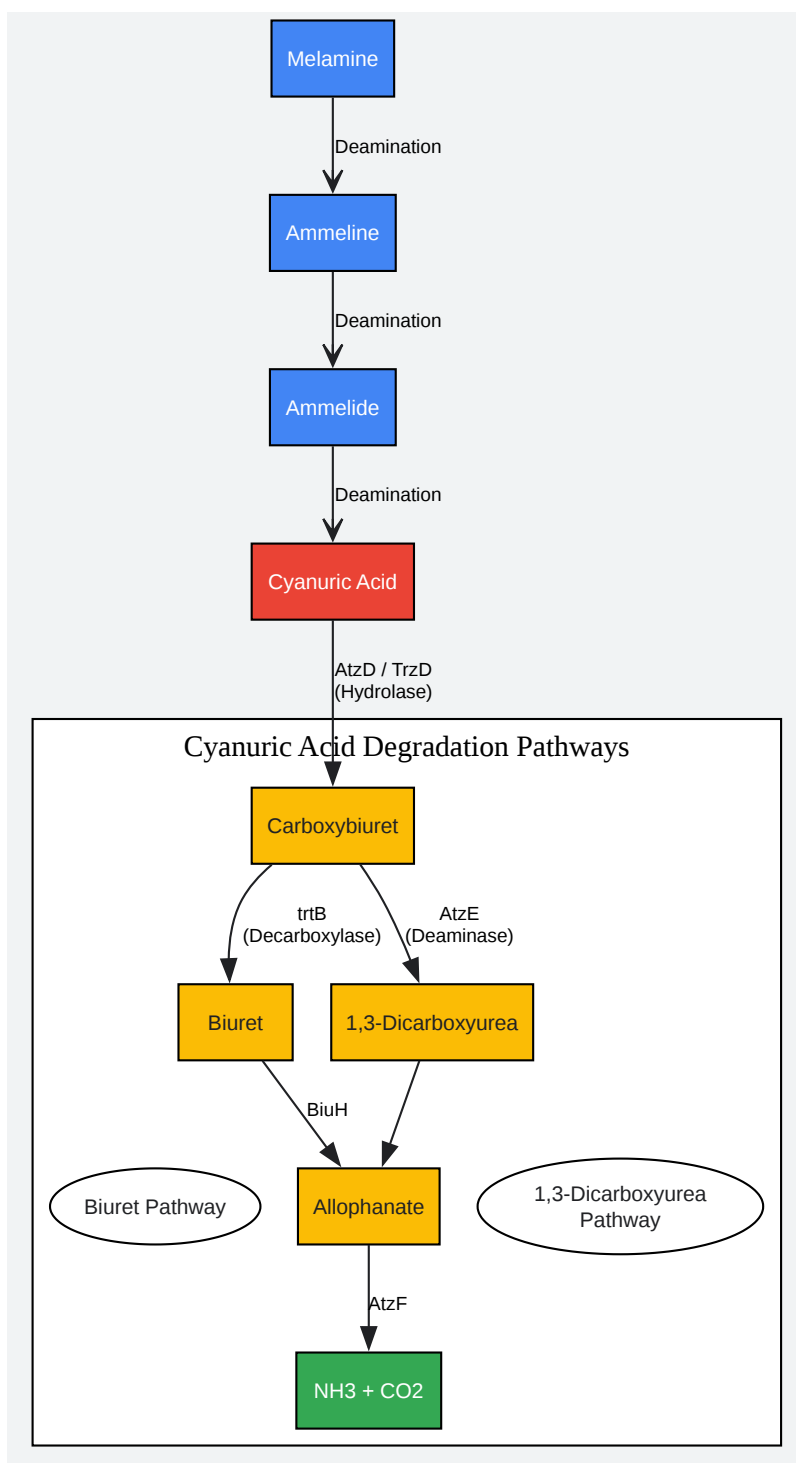 Melamine
Deamination
Ammeline
Deamination
Ammelide
Deamination
Cyanuric Acid
AtzD / TrzD
(Hydrolase)
Cyanuric Acid Degradation Pathways
Carboxybiuret
trtB
(Decarboxylase)
AtzE
(Deaminase)
Biuret
1,3-Dicarboxyurea
BiuH
Biuret Pathway
Allophanate
1,3-Dicarboxyurea
Pathway
AtzF
NH3 + CO2